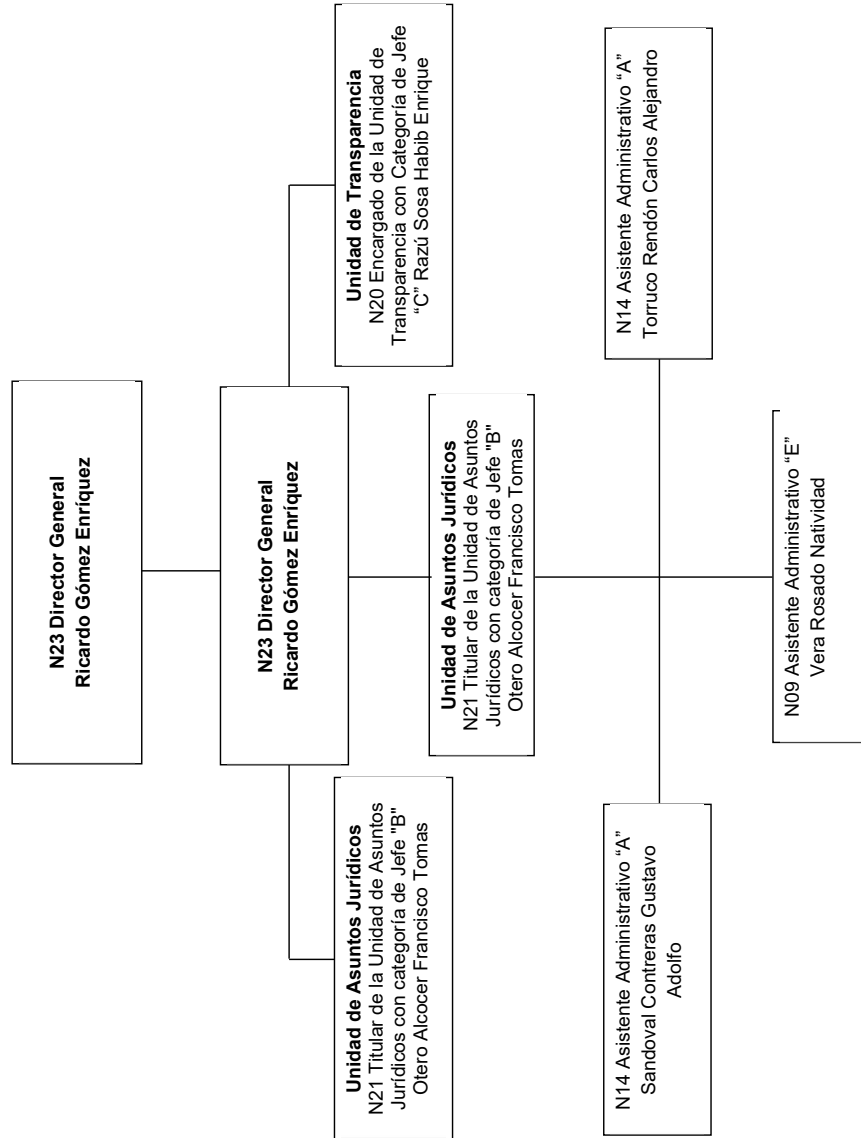 N23 Director General
Ricardo Gómez Enríquez
N23 Director General
Ricardo Gómez Enríquez
Unidad de Asuntos Jurídicos
N21 Titular de la Unidad de Asuntos
Jurídicos con categoría de Jefe "B"
Otero Alcocer Francisco Tomas
Unidad de Transparencia
N20 Encargado de la Unidad de
Transparencia con Categoría de Jefe
“C” Razú Sosa Habib Enrique
Unidad de Asuntos Jurídicos
N21 Titular de la Unidad de Asuntos
Jurídicos con categoría de Jefe "B"
Otero Alcocer Francisco Tomas
N14 Asistente Administrativo “A”
Sandoval Contreras Gustavo
Adolfo
N14 Asistente Administrativo “A”
Torruco Rendón Carlos Alejandro
N09 Asistente Administrativo “E”
Vera Rosado Natividad